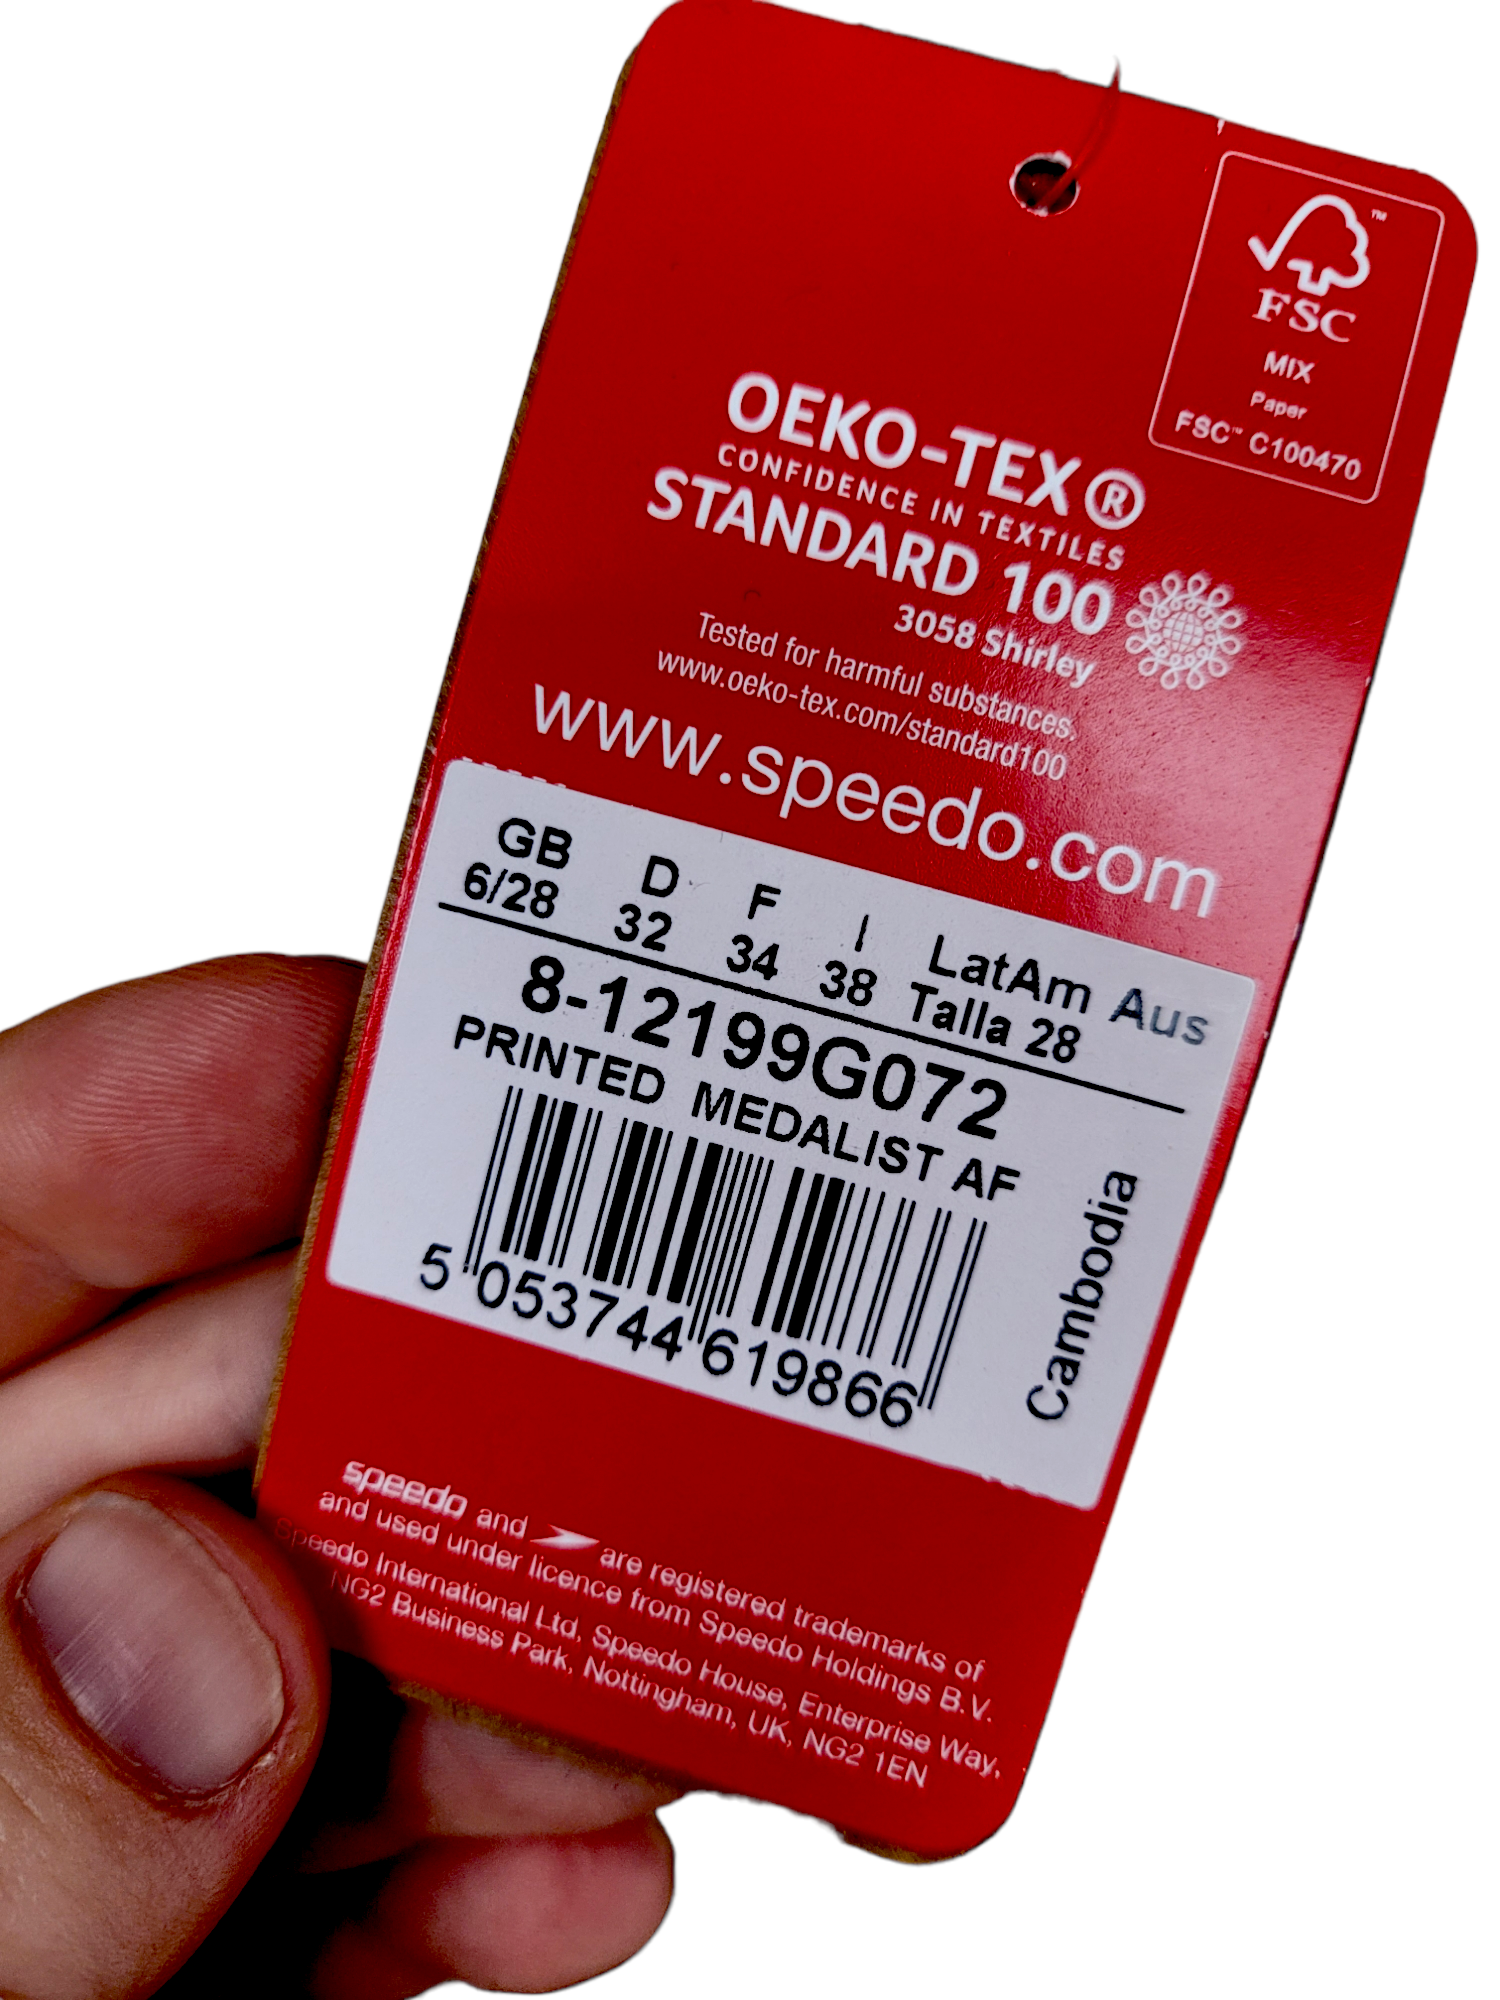 FSC™
MIX
Paper
FSC™ C100470
OEKO-TEX®
CONFIDENCE IN TEXTILES
STANDARD 100
3058 Shirley
Tested for harmful substances.
www.oeko-tex.com/standard100
www.speedo.com
GB D F I LatAm Aus
6/28 32 34 38 Talla 28
8-12199G072
PRINTED MEDALIST AF
Cambodia
5 053744 619866
speedo and are registered trademarks of
and used under licence from Speedo Holdings B.V.
Speedo International Ltd, Speedo House, Enterprise Way,
NG2 Business Park, Nottingham, UK, NG2 1EN